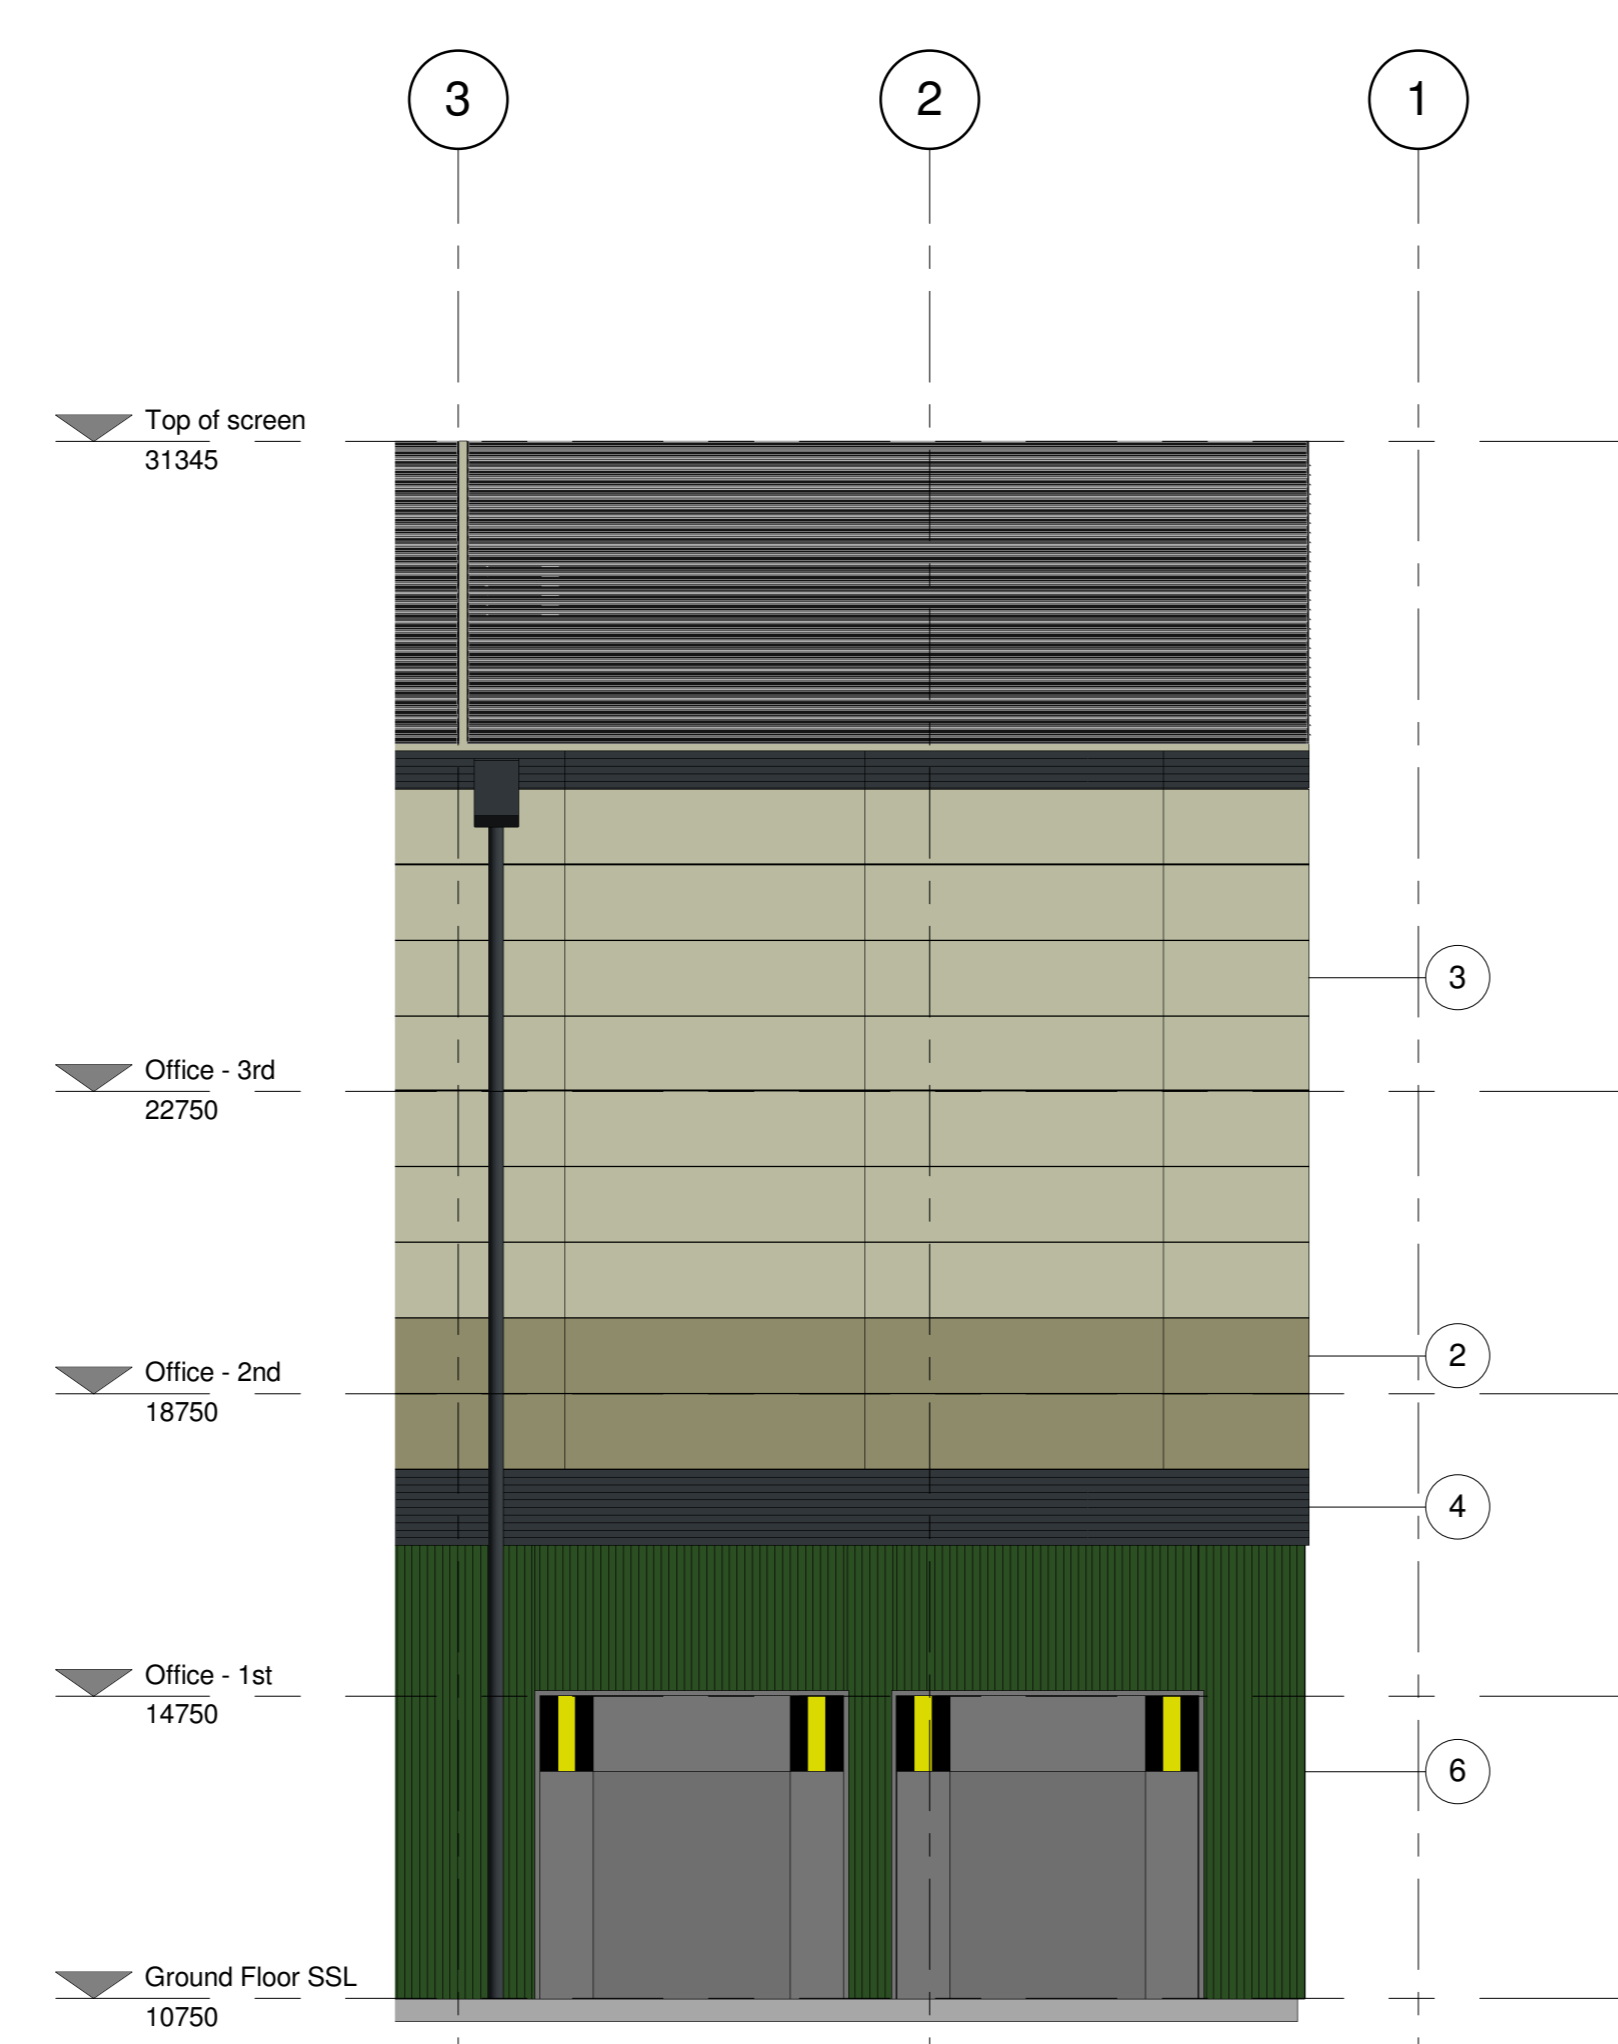 3 2 1
Top of screen
31345
3
Office - 3rd
22750
2
Office - 2nd
18750
4
Office - 1st
14750
6
Ground Floor SSL
10750